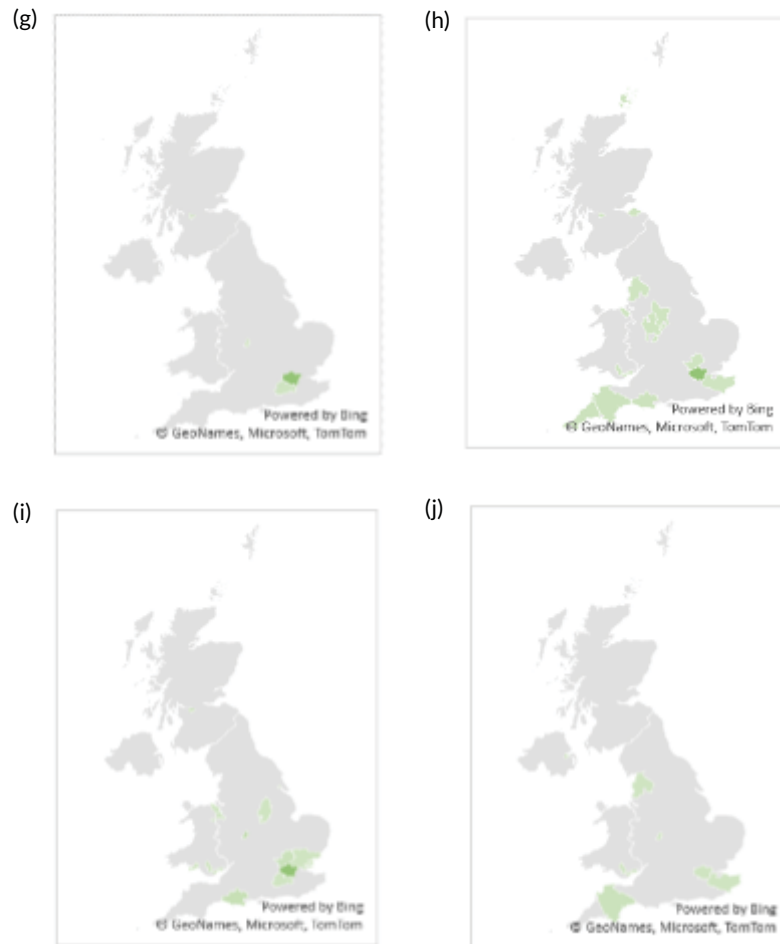 (g)
(h)
Powered by Bing
© GeoNames, Microsoft, TomTom
Powered by Bing
© GeoNames, Microsoft, TomTom
(i)
(j)
Powered by Bing
© GeoNames, Microsoft, TomTom
Powered by Bing
© GeoNames, Microsoft, TomTom